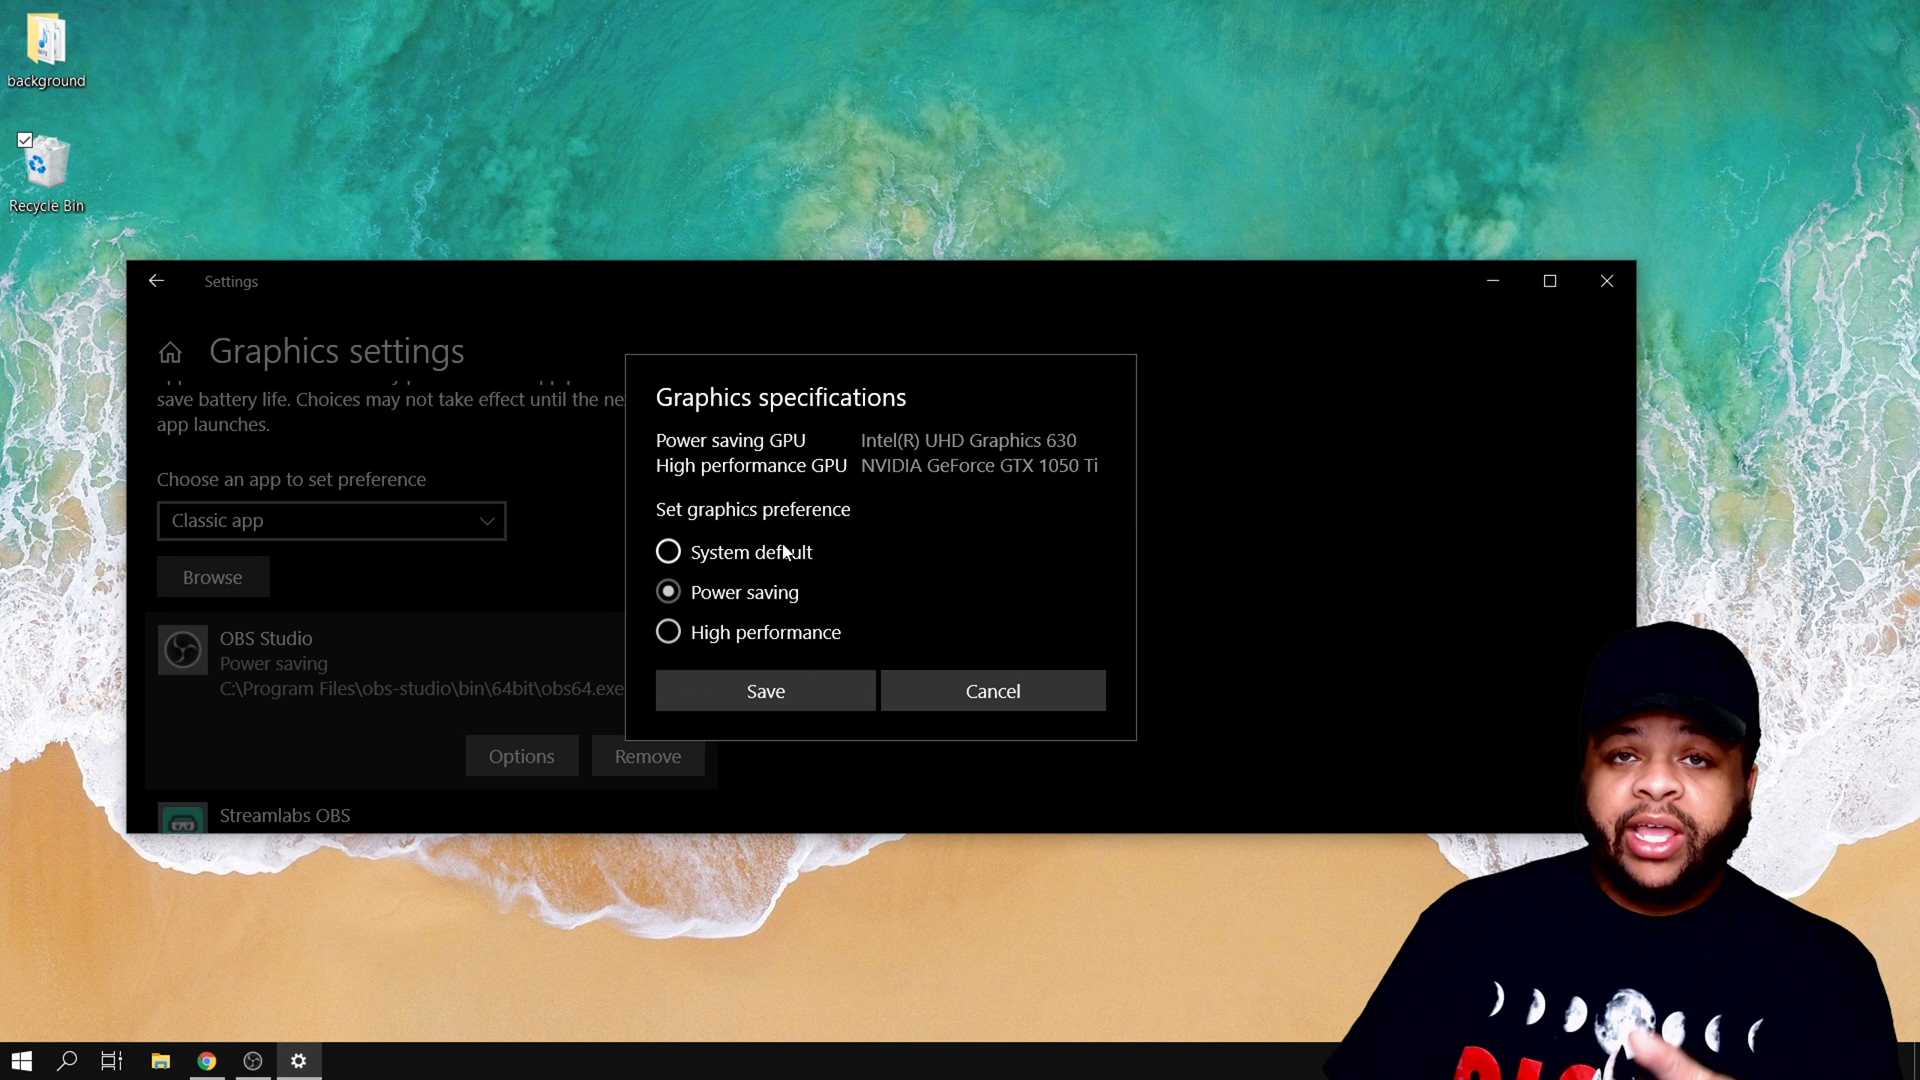 background
Recycle Bin
Settings
Graphics settings
save battery life. Choices may not take effect until the ne
app launches.
Choose an app to set preference
Classic app
Browse
OBS Studio
Power saving
C:\Program Files\obs-studio\bin\64bit\obs64.exe
Options
Remove
Streamlabs OBS
Graphics specifications
Power saving GPU Intel(R) UHD Graphics 630
High performance GPU NVIDIA GeForce GTX 1050 Ti
Set graphics preference
System default
Power saving
High performance
Save
Cancel